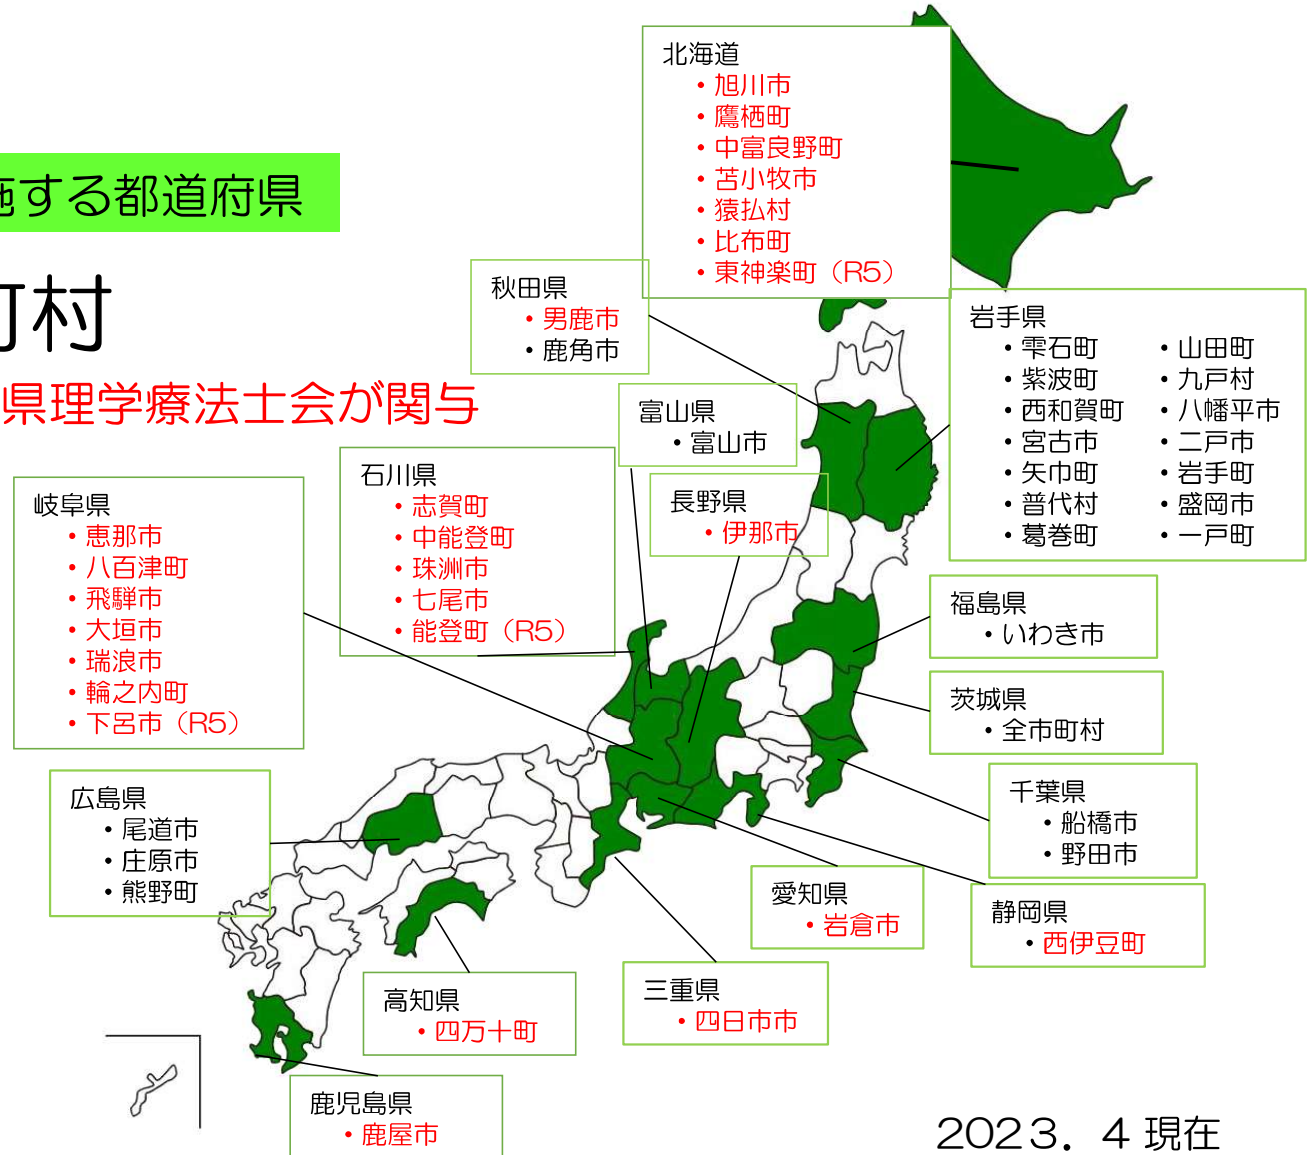 施する都道府県
町村
県理学療法士会が関与
北海道
・旭川市
・鷹栖町
・中富良野町
・苫小牧市
・猿払村
・比布町
・東神楽町（R5）
秋田県
・男鹿市
・鹿角市
岩手県
・雫石町
・紫波町
・西和賀町
・宮古市
・矢巾町
・普代村
・葛巻町
・山田町
・九戸村
・八幡平市
・二戸市
・岩手町
・盛岡市
・一戸町
富山県
・富山市
長野県
・伊那市
石川県
・志賀町
・中能登町
・珠洲市
・七尾市
・能登町（R5）
岐阜県
・恵那市
・八百津町
・飛騨市
・大垣市
・瑞浪市
・輪之内町
・下呂市（R5）
福島県
・いわき市
茨城県
・全市町村
千葉県
・船橋市
・野田市
広島県
・尾道市
・庄原市
・熊野町
愛知県
・岩倉市
静岡県
・西伊豆町
三重県
・四日市市
高知県
・四万十町
鹿児島県
・鹿屋市
２０２３．４現在